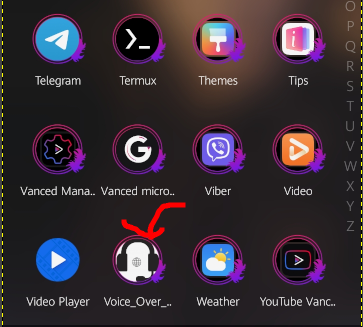 O
P
Q
R
S
T
U
V
W
X
Y
Z
Telegram
Termux
Themes
Tips
Vanced Mana..
Vanced micro..
Viber
Video
Video Player
Voice_Over_..
Weather
YouTube Vanc..